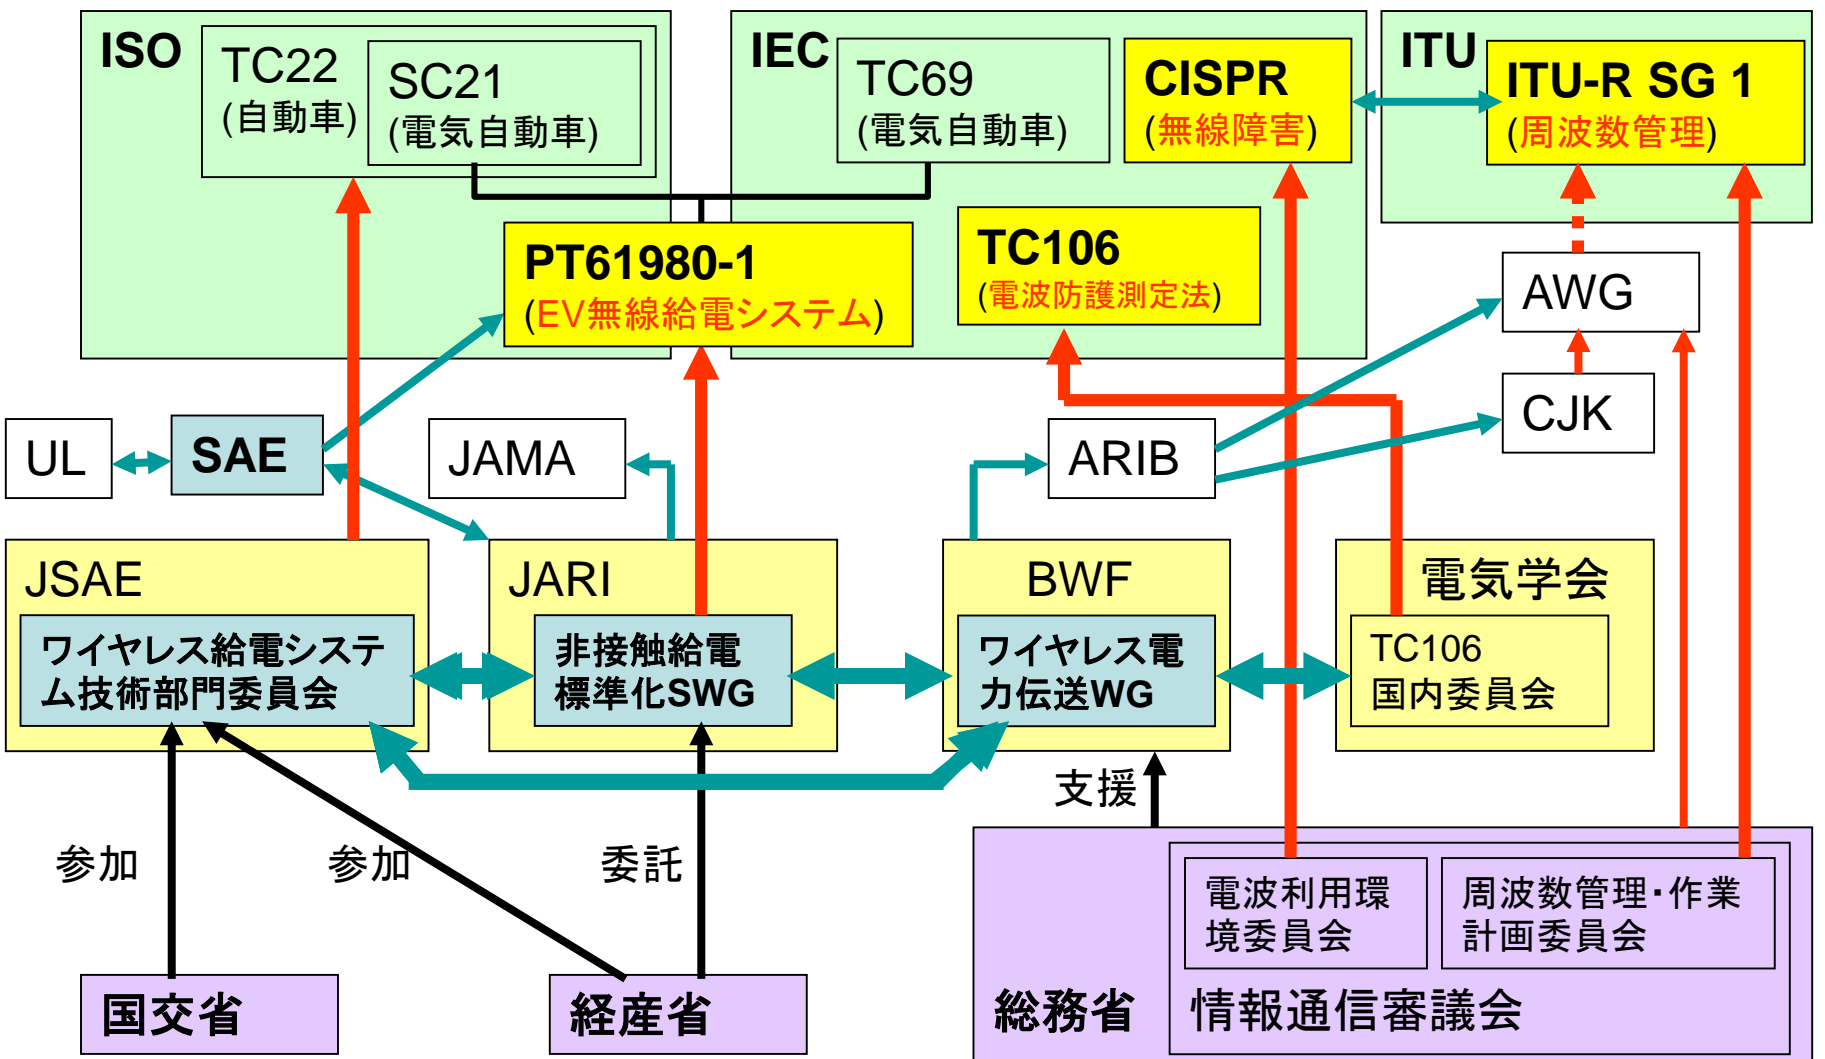 ISO
TC22
(自動車)
SC21
(電気自動車)
IEC
TC69
(電気自動車)
CISPR
(無線障害)
ITU
ITU-R SG 1
(周波数管理)
PT61980-1
(EV無線給電システム)
TC106
(電波防護測定法)
AWG
CJK
UL
SAE
JAMA
ARIB
JSAE
ワイヤレス給電システ
ム技術部門委員会
JARI
非接触給電
標準化SWG
BWF
ワイヤレス電
力伝送WG
電気学会
TC106
国内委員会
支援
参加
参加
委託
国交省
経産省
総務省
電波利用環
境委員会
周波数管理・作業
計画委員会
情報通信審議会